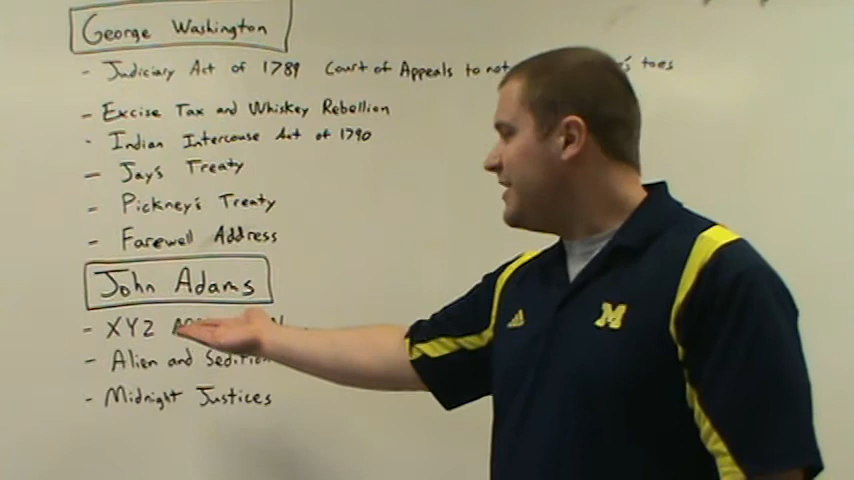 George Washington
- Judiciary Act of 1789 Court of Appeals to not toes
- Excise Tax and Whiskey Rebellion
- Indian Intercouse Act of 1790
- Jay's Treaty
- Pickney's Treaty
- Farewell Address
John Adams
- XYZ
- Alien and Sedition
- Midnight Justices
M